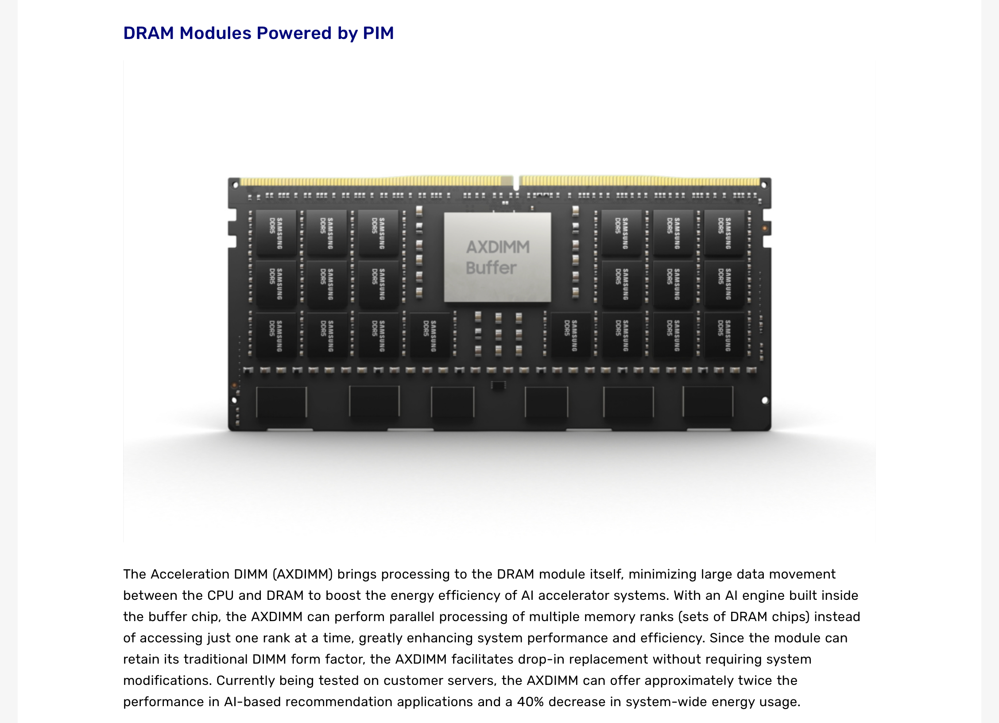 DRAM Modules Powered by PIM
SAMSUNG
DDR5
SAMSUNG
DDR5
SAMSUNG
DDR5
AXDIMM
Buffer
SAMSUNG
DDR5
SAMSUNG
DDR5
SAMSUNG
DDR5
SAMSUNG
DDR5
SAMSUNG
DDR5
SAMSUNG
DDR5
SAMSUNG
DDR5
SAMSUNG
DDR5
SAMSUNG
DDR5
SAMSUNG
DDR5
SAMSUNG
DDR5
SAMSUNG
DDR5
SAMSUNG
DDR5
SAMSUNG
DDR5
SAMSUNG
DDR5
SAMSUNG
DDR5
SAMSUNG
DDR5
The Acceleration DIMM (AXDIMM) brings processing to the DRAM module itself, minimizing large data movement
between the CPU and DRAM to boost the energy efficiency of AI accelerator systems. With an AI engine built inside
the buffer chip, the AXDIMM can perform parallel processing of multiple memory ranks (sets of DRAM chips) instead
of accessing just one rank at a time, greatly enhancing system performance and efficiency. Since the module can
retain its traditional DIMM form factor, the AXDIMM facilitates drop-in replacement without requiring system
modifications. Currently being tested on customer servers, the AXDIMM can offer approximately twice the
performance in AI-based recommendation applications and a 40% decrease in system-wide energy usage.